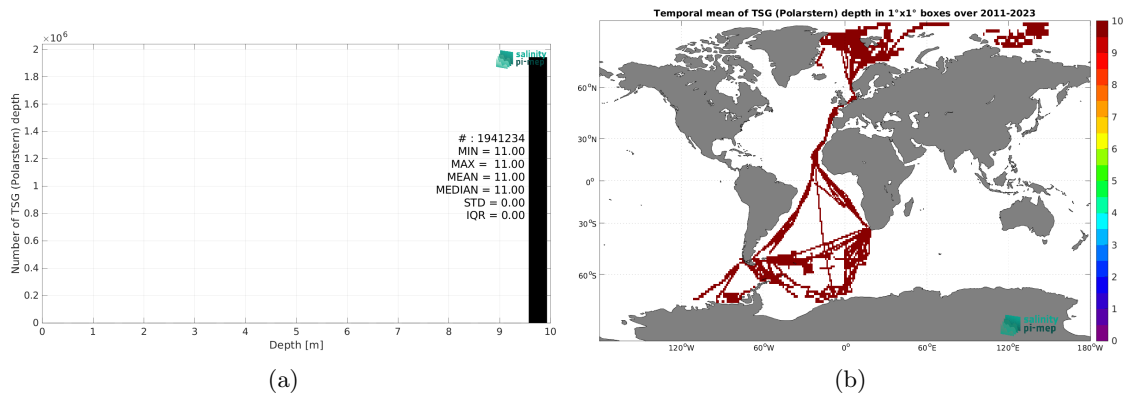 ×10⁶
2
1.8
1.6
1.4
1.2
1
0.8
0.6
0.4
0.2
0
Number of TSG (Polarstern) depth
salinity
pi-mep
# : 1941234
MIN = 11.00
MAX = 11.00
MEAN = 11.00
MEDIAN = 11.00
STD = 0.00
IQR = 0.00
0 1 2 3 4 5 6 7 8 9 10
Depth [m]
(a)
Temporal mean of TSG (Polarstern) depth in 1°x1° boxes over 2011-2023
60°N
30°N
0°
30°S
60°S
120°W 60°W 0° 60°E 120°E 180°W
salinity
pi-mep
10
9
8
7
6
5
4
3
2
1
0
(b)